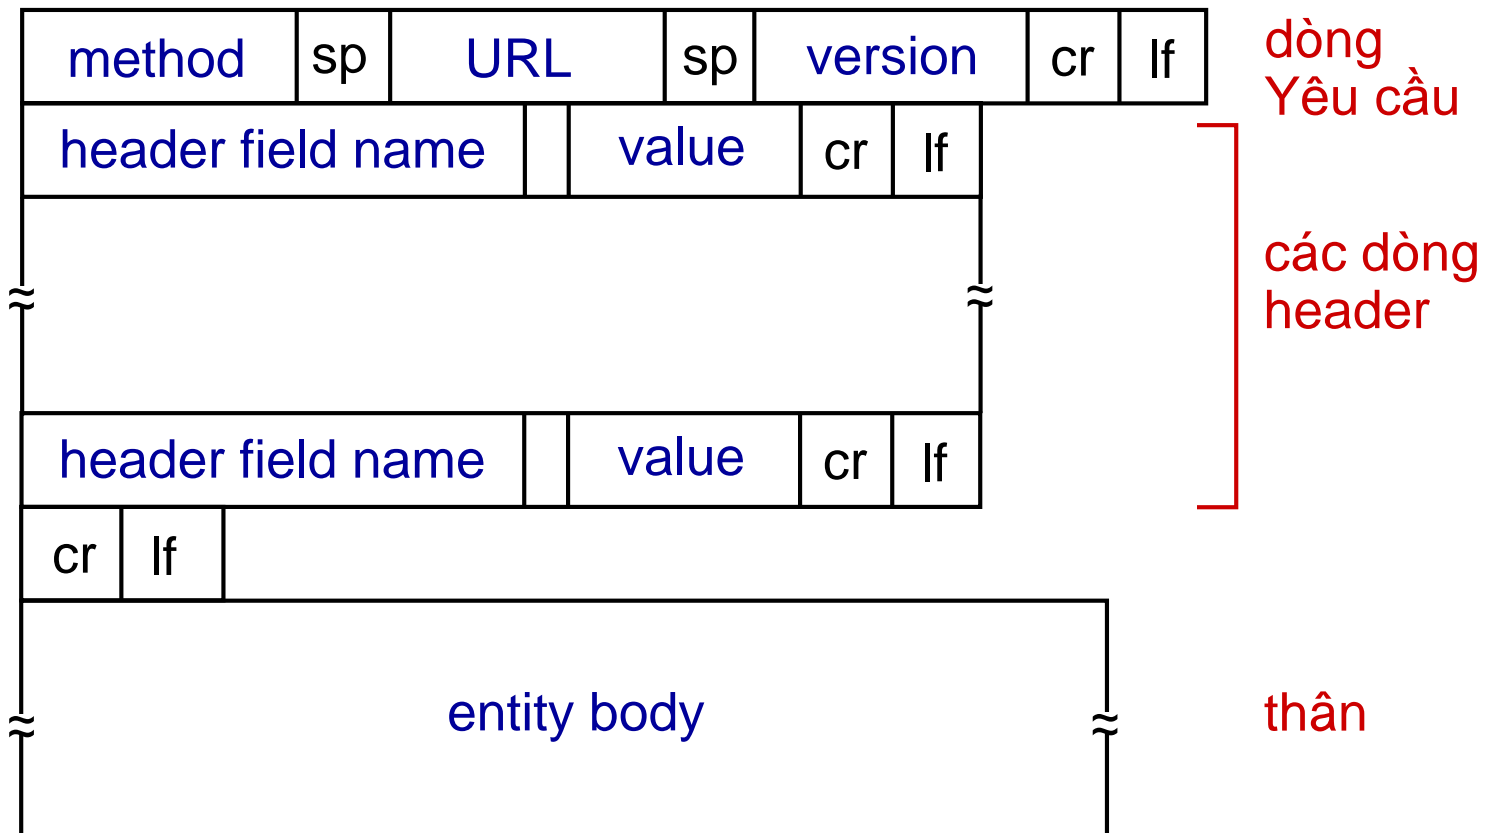 method sp URL sp version cr lf
dòng
Yêu cầu
header field name value cr lf
các dòng
header
header field name value cr lf
cr lf
entity body
thân